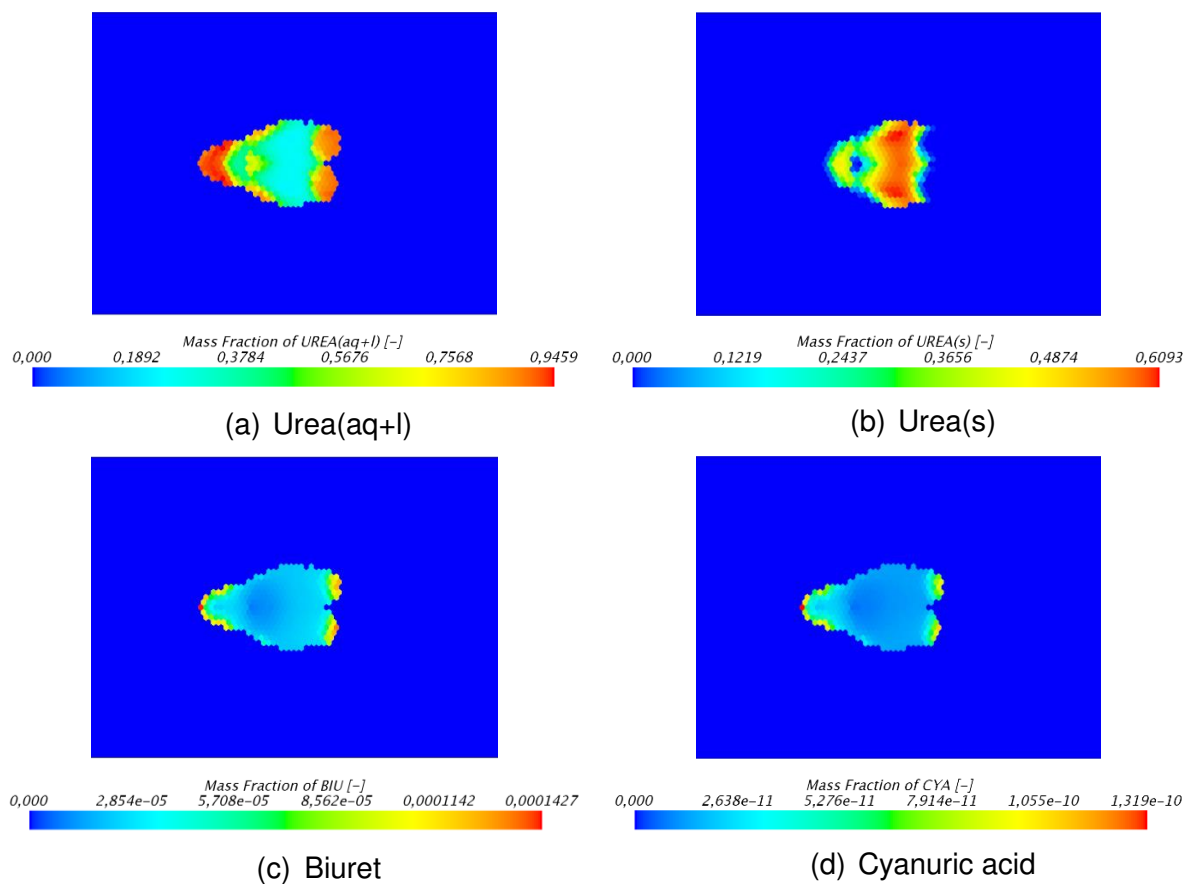 Mass Fraction of UREA(aq+l) [-]
0,000 0,1892 0,3784 0,5676 0,7568 0,9459
(a) Urea(aq+l)
Mass Fraction of UREA(s) [-]
0,000 0,1219 0,2437 0,3656 0,4874 0,6093
(b) Urea(s)
Mass Fraction of BIU [-]
0,000 2,854e-05 5,708e-05 8,562e-05 0,0001142 0,0001427
(c) Biuret
Mass Fraction of CYA [-]
0,000 2,638e-11 5,276e-11 7,914e-11 1,055e-10 1,319e-10
(d) Cyanuric acid